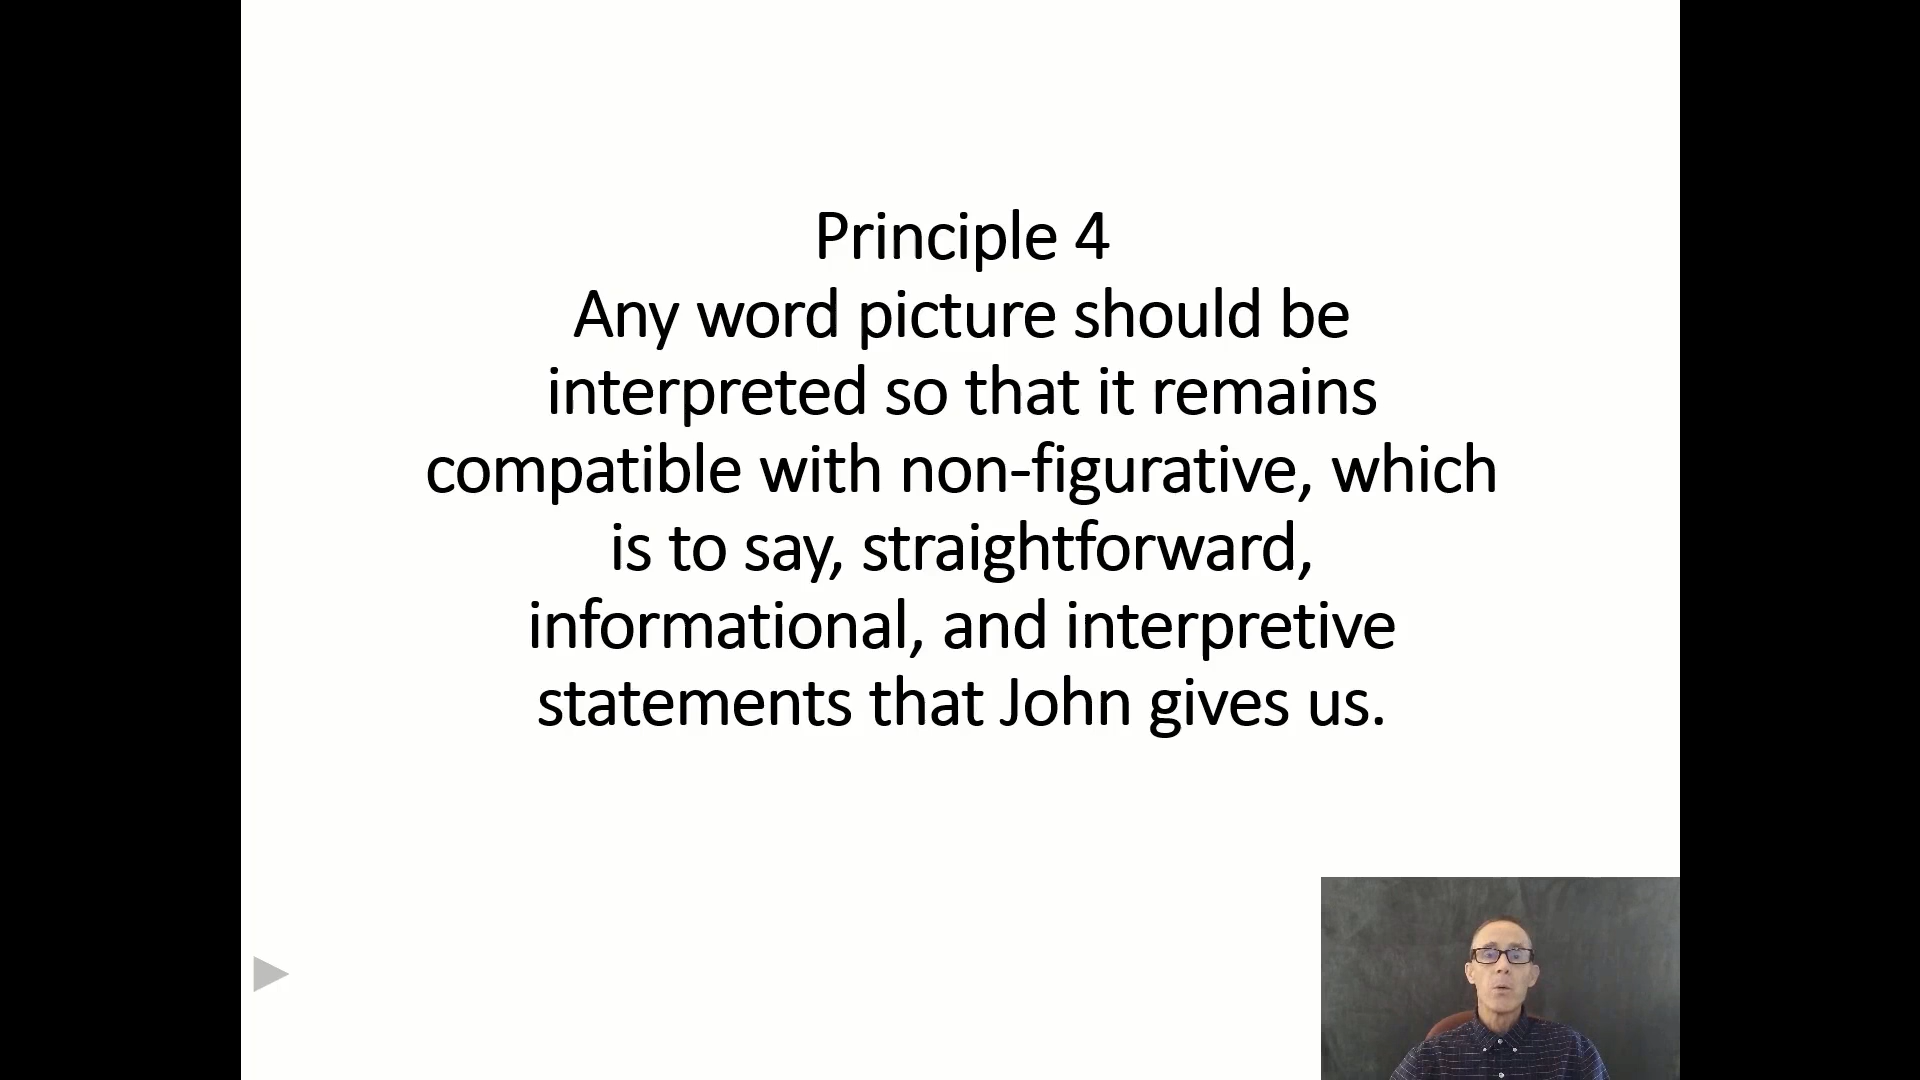 Principle 4
Any word picture should be
interpreted so that it remains
compatible with non-figurative, which
is to say, straightforward,
informational, and interpretive
statements that John gives us.